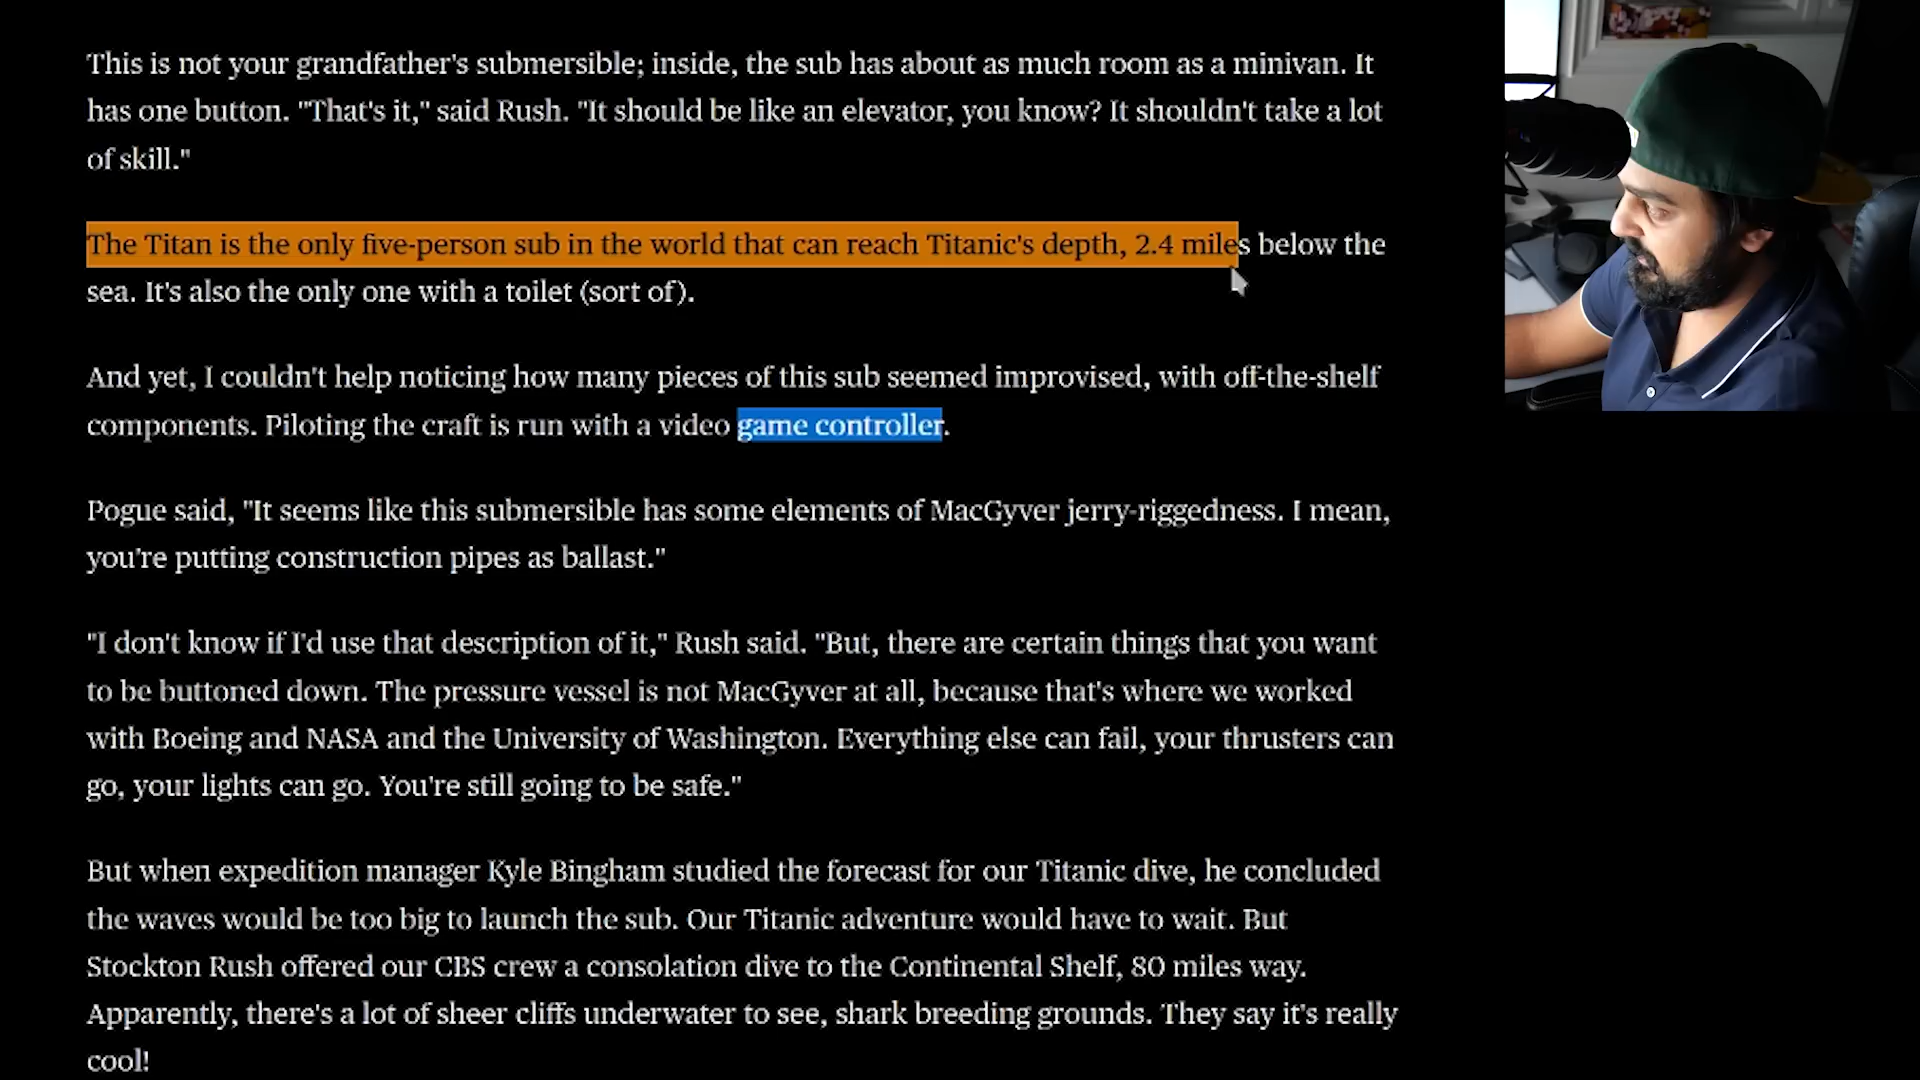 This is not your grandfather's submersible; inside, the sub has about as much room as a minivan. It
has one button. "That's it," said Rush. "It should be like an elevator, you know? It shouldn't take a lot
of skill."
The Titan is the only five-person sub in the world that can reach Titanic's depth, 2.4 miles below the
sea. It's also the only one with a toilet (sort of).
And yet, I couldn't help noticing how many pieces of this sub seemed improvised, with off-the-shelf
components. Piloting the craft is run with a video game controller.
Pogue said, "It seems like this submersible has some elements of MacGyver jerry-riggedness. I mean,
you're putting construction pipes as ballast."
"I don't know if I'd use that description of it," Rush said. "But, there are certain things that you want
to be buttoned down. The pressure vessel is not MacGyver at all, because that's where we worked
with Boeing and NASA and the University of Washington. Everything else can fail, your thrusters can
go, your lights can go. You're still going to be safe."
But when expedition manager Kyle Bingham studied the forecast for our Titanic dive, he concluded
the waves would be too big to launch the sub. Our Titanic adventure would have to wait. But
Stockton Rush offered our CBS crew a consolation dive to the Continental Shelf, 80 miles way.
Apparently, there's a lot of sheer cliffs underwater to see, shark breeding grounds. They say it's really
cool!